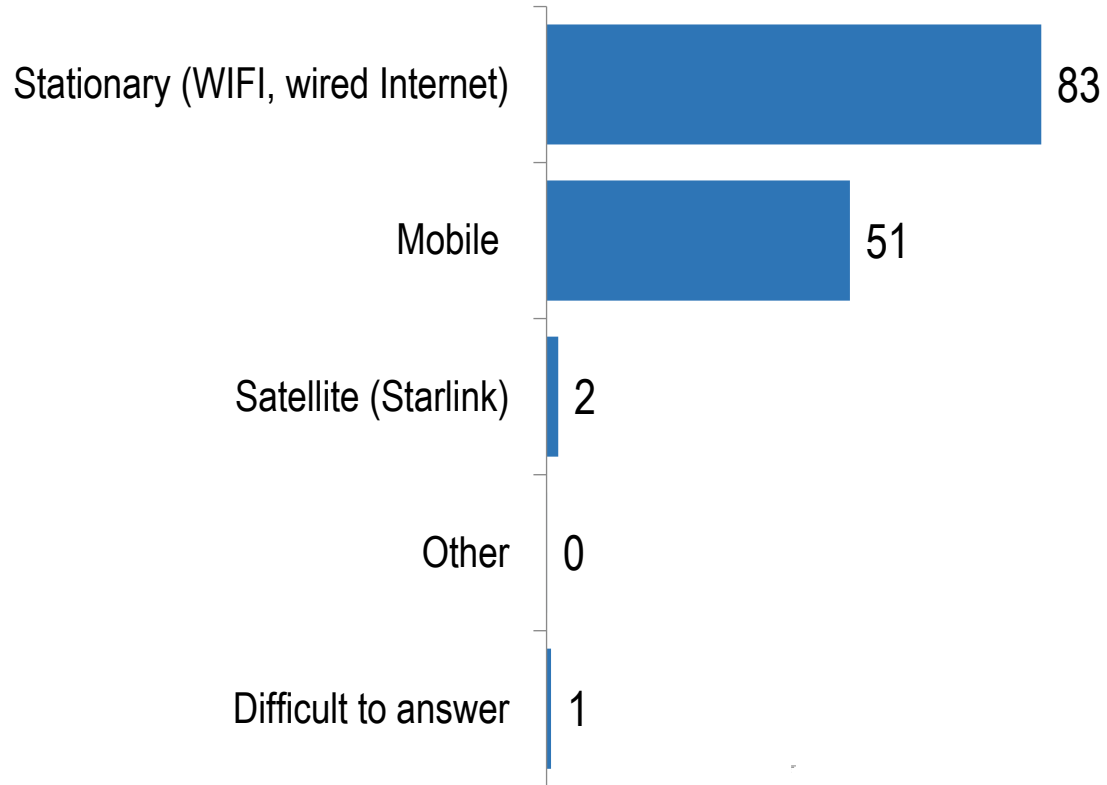 Stationary (WIFI, wired Internet) 83
Mobile 51
Satellite (Starlink) 2
Other 0
Difficult to answer 1